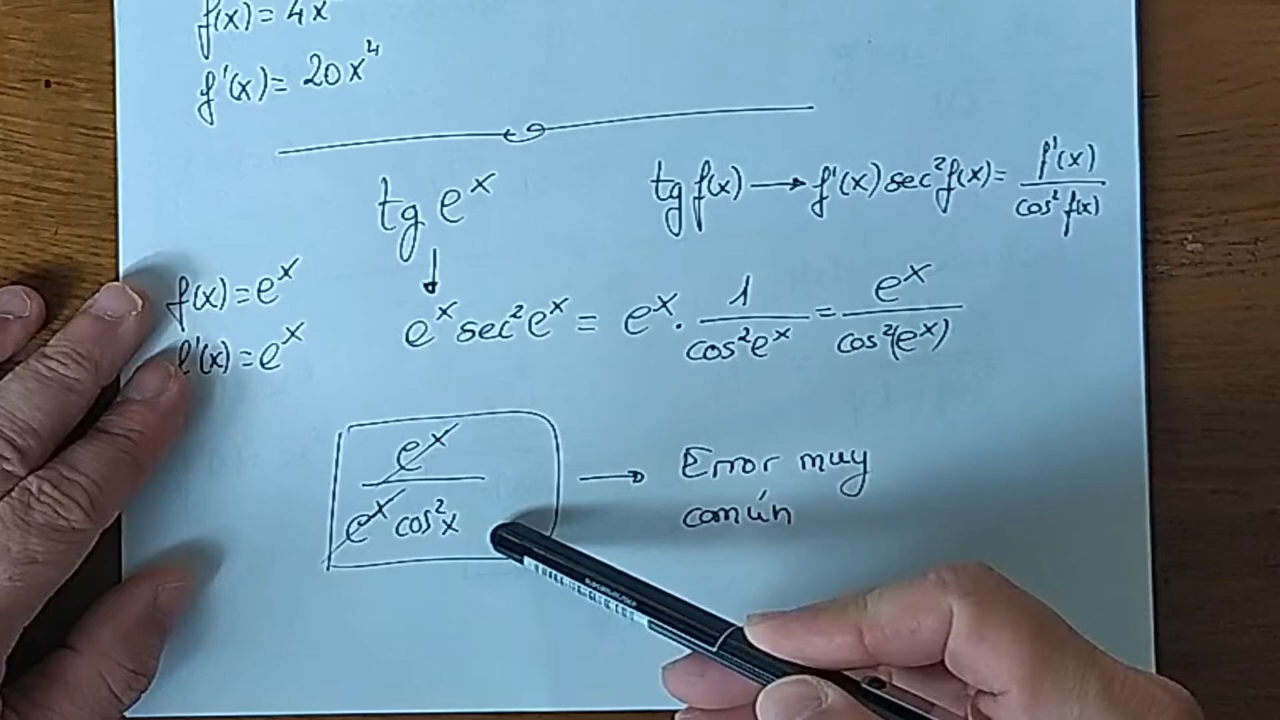 f(x) = 4x
f'(x) = 20x⁴
tg eˣ
tg f(x) → f'(x) sec² f(x) = f'(x) / cos² f(x)
f(x) = eˣ
f'(x) = eˣ
eˣ sec² eˣ = eˣ · 1 / cos² eˣ = eˣ / cos²(eˣ)
eˣ / eˣ cos² x → Error muy
común